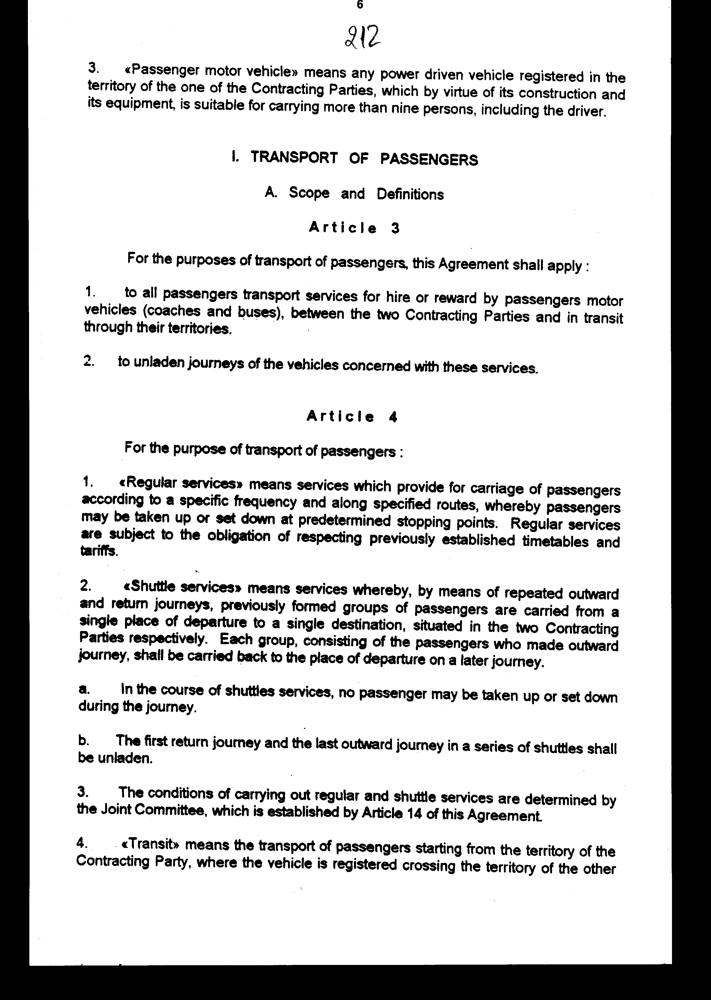 6
212
3. «Passenger motor vehicle» means any power driven vehicle registered in the
territory of the one of the Contracting Parties, which by virtue of its construction and
its equipment, is suitable for carrying more than nine persons, including the driver.
I. TRANSPORT OF PASSENGERS
A. Scope and Definitions
Article 3
For the purposes of transport of passengers, this Agreement shall apply :
1. to all passengers transport services for hire or reward by passengers motor
vehicles (coaches and buses), between the two Contracting Parties and in transit
through their territories.
2. to unladen journeys of the vehicles concerned with these services.
Article 4
For the purpose of transport of passengers :
1. «Regular services» means services which provide for carriage of passengers
according to a specific frequency and along specified routes, whereby passengers
may be taken up or set down at predetermined stopping points. Regular services
are subject to the obligation of respecting previously established timetables and
tariffs.
2. «Shuttle services» means services whereby, by means of repeated outward
and return journeys, previously formed groups of passengers are carried from a
single place of departure to a single destination, situated in the two Contracting
Parties respectively. Each group, consisting of the passengers who made outward
journey, shall be carried back to the place of departure on a later journey.
a. In the course of shuttles services, no passenger may be taken up or set down
during the journey.
b. The first return journey and the last outward journey in a series of shuttles shall
be unladen.
3. The conditions of carrying out regular and shuttle services are determined by
the Joint Committee, which is established by Article 14 of this Agreement.
4. «Transit» means the transport of passengers starting from the territory of the
Contracting Party, where the vehicle is registered crossing the territory of the other